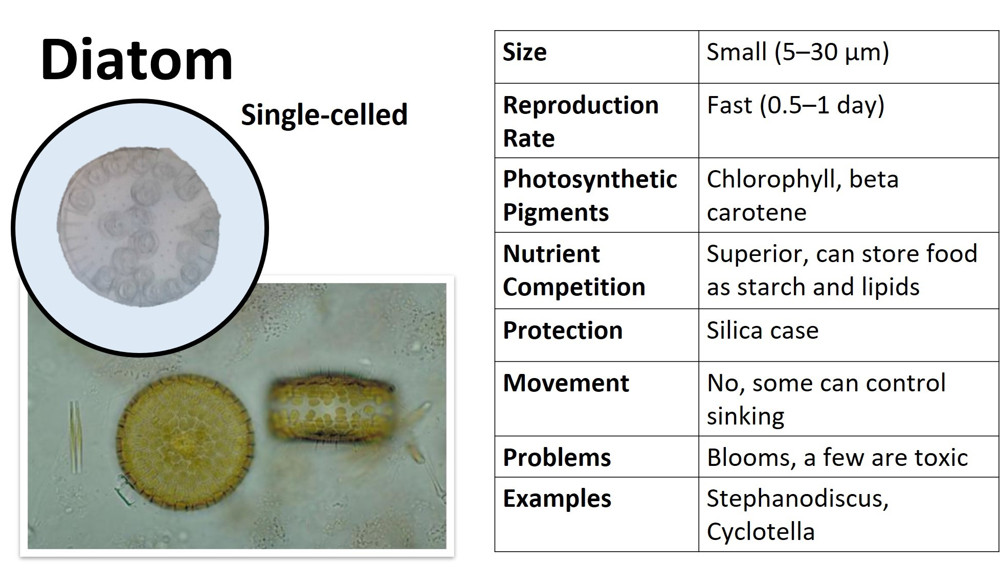 Diatom
Single-celled
Size
Small (5–30 µm)
Reproduction
Rate
Fast (0.5–1 day)
Photosynthetic
Pigments
Chlorophyll, beta
carotene
Nutrient
Competition
Superior, can store food
as starch and lipids
Protection
Silica case
Movement
No, some can control
sinking
Problems
Blooms, a few are toxic
Examples
Stephanodiscus,
Cyclotella